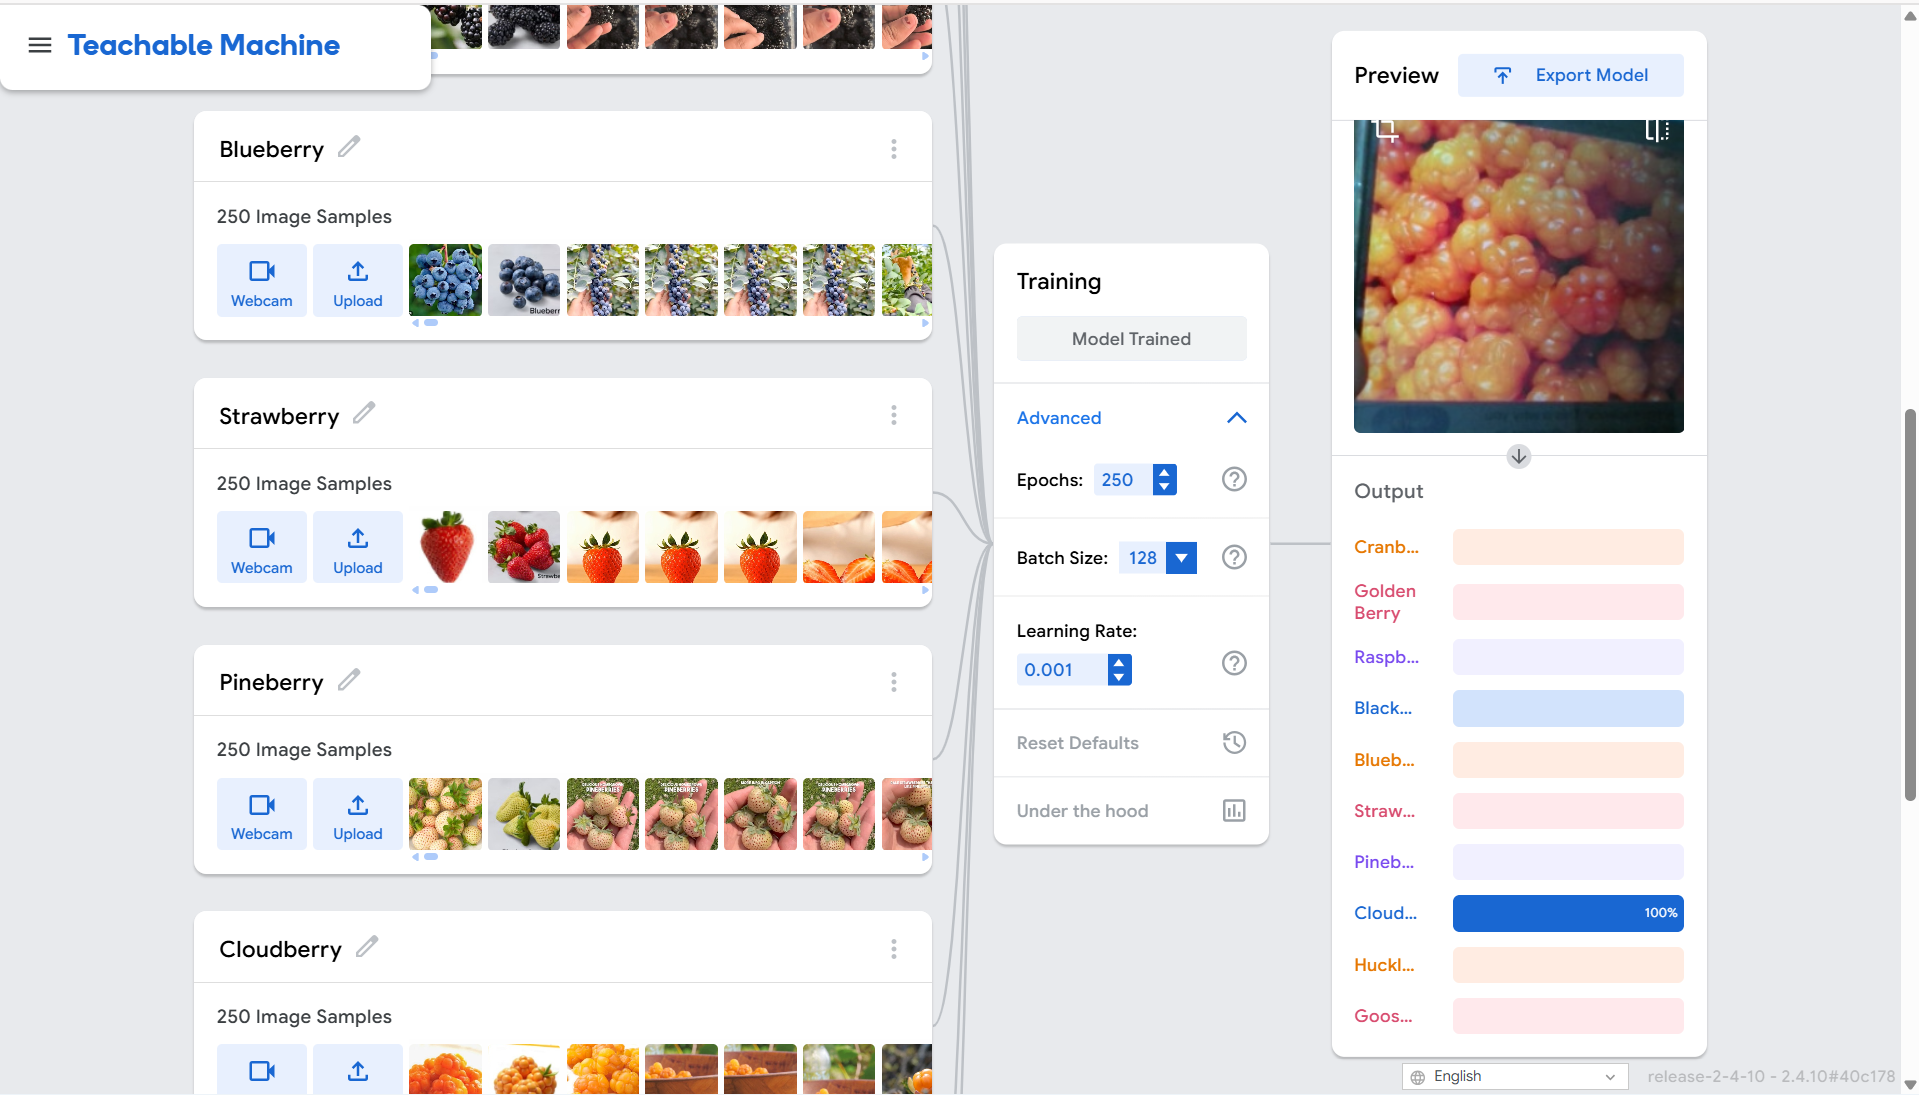 Teachable Machine
Blueberry
250 Image Samples
Webcam
Upload
Strawberry
250 Image Samples
Webcam
Upload
Pineberry
250 Image Samples
Webcam
Upload
PINEBERRIES
PINEBERRIES
PINEBERRIES
Cloudberry
250 Image Samples
Training
Model Trained
Advanced
Epochs: 250
Batch Size: 128
Learning Rate:
0.001
Reset Defaults
Under the hood
Preview
Export Model
Output
Cranb...
Golden
Berry
Raspb...
Black...
Blueb...
Straw...
Pineb...
Cloud... 100%
Huckl...
Goos...
English
release-2-4-10 - 2.4.10#40c178